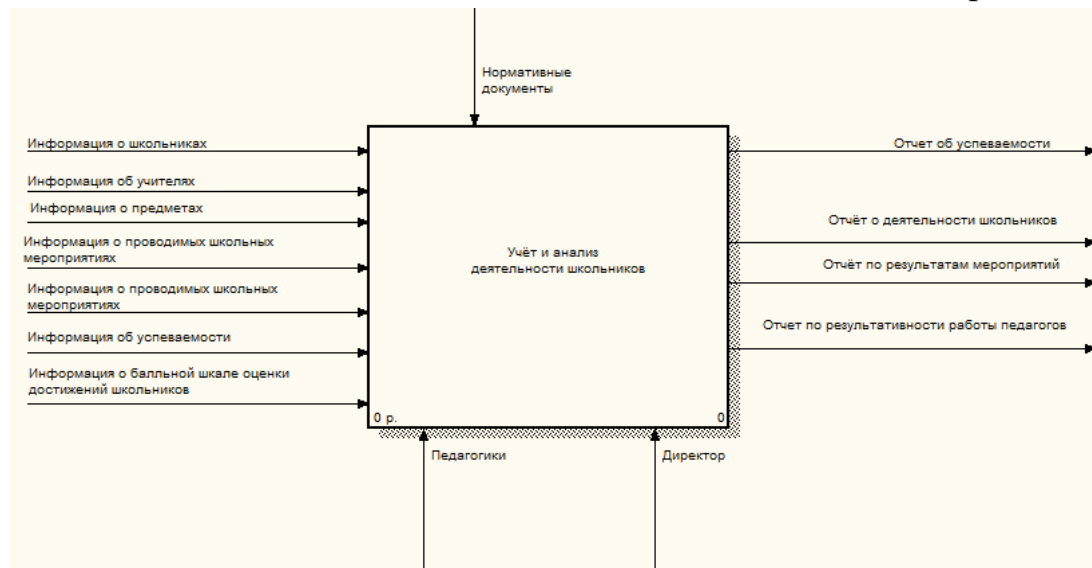 Нормативные
документы
Информация о школьниках
Информация об учителях
Информация о предметах
Информация о проводимых школьных
мероприятиях
Информация о проводимых школьных
мероприятиях
Информация об успеваемости
Информация о балльной шкале оценки
достижений школьников
Учёт и анализ
деятельности школьников
0 р.
0
Отчет об успеваемости
Отчёт о деятельности школьников
Отчёт по результатам мероприятий
Отчет по результативности работы педагогов
Педагогики
Директор